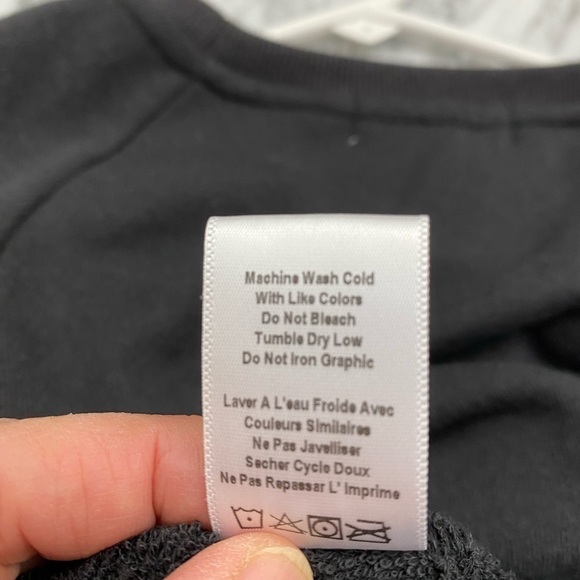 Machine Wash Cold
With Like Colors
Do Not Bleach
Tumble Dry Low
Do Not Iron Graphic
Laver A L'eau Froide Avec
Couleurs Similaires
Ne Pas Javelliser
Secher Cycle Doux
Ne Pas Repassar L' Imprime